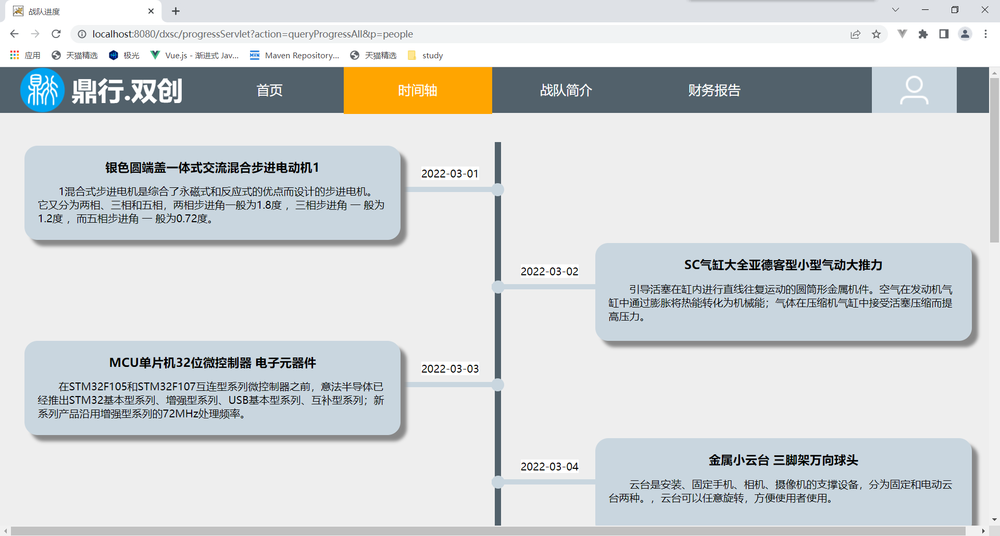 战队进度
localhost:8080/dxsc/progressServlet?action=queryProgressAll&p=people
应用
天猫精选
极光
Vue.js - 渐进式 Jav...
Maven Repository...
天猫精选
study
鼎行.双创
首页
时间轴
战队简介
财务报告
银色圆端盖一体式交流混合步进电动机1
1混合式步进电机是综合了永磁式和反应式的优点而设计的步进电机。
它又分为两相、三相和五相，两相步进角一般为1.8度 ，三相步进角 一 般为
1.2度 ，而五相步进角 一 般为0.72度。
2022-03-01
2022-03-02
SC气缸大全亚德客型小型气动大推力
引导活塞在缸内进行直线往复运动的圆筒形金属机件。空气在发动机气
缸中通过膨胀将热能转化为机械能；气体在压缩机气缸中接受活塞压缩而提
高压力。
MCU单片机32位微控制器 电子元器件
在STM32F105和STM32F107互连型系列微控制器之前，意法半导体已
经推出STM32基本型系列、增强型系列、USB基本型系列、互补型系列；新
系列产品沿用增强型系列的72MHz处理频率。
2022-03-03
2022-03-04
金属小云台 三脚架万向球头
云台是安装、固定手机、相机、摄像机的支撑设备，分为固定和电动云
台两种。，云台可以任意旋转，方便使用者使用。